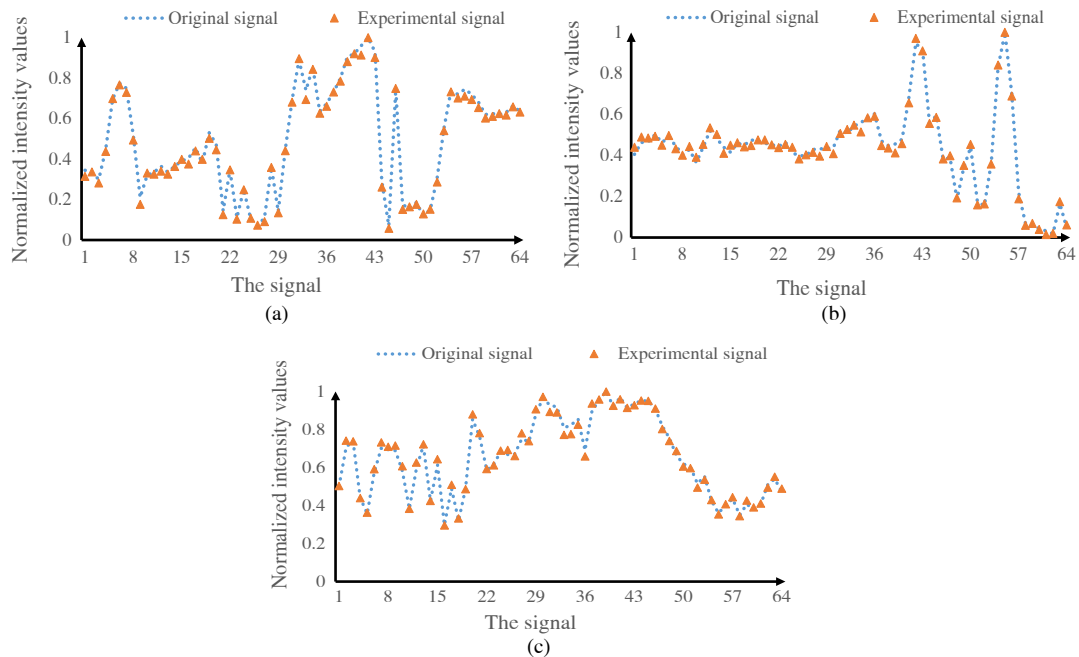 Original signal
Experimental signal
Normalized intensity values
1
0.8
0.6
0.4
0.2
0
1 8 15 22 29 36 43 50 57 64
The signal
(a)
Original signal
Experimental signal
Normalized intensity values
1
0.8
0.6
0.4
0.2
0
1 8 15 22 29 36 43 50 57 64
The signal
(b)
Original signal
Experimental signal
Normalized intensity values
1
0.8
0.6
0.4
0.2
0
1 8 15 22 29 36 43 50 57 64
The signal
(c)